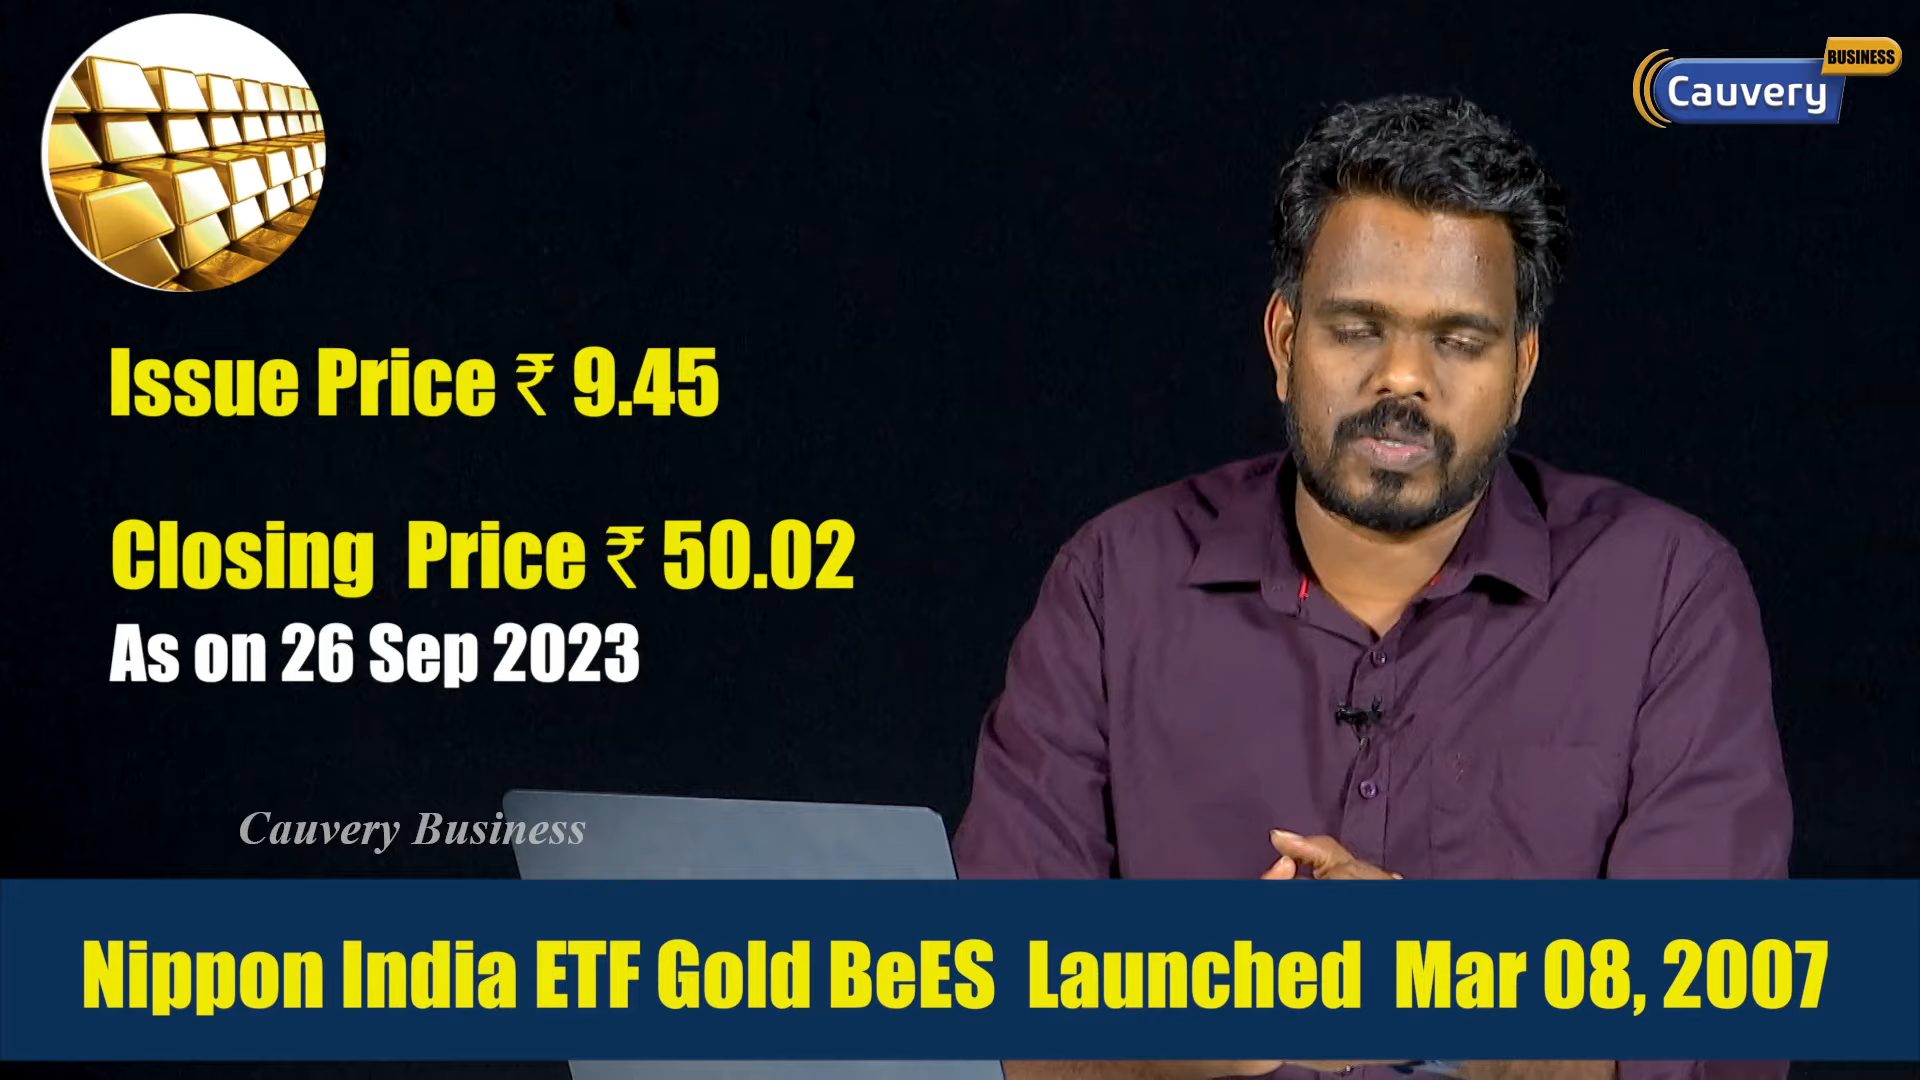 BUSINESS
Cauvery
Issue Price ₹ 9.45
Closing Price ₹ 50.02
As on 26 Sep 2023
Cauvery Business
Nippon India ETF Gold BeES Launched Mar 08, 2007